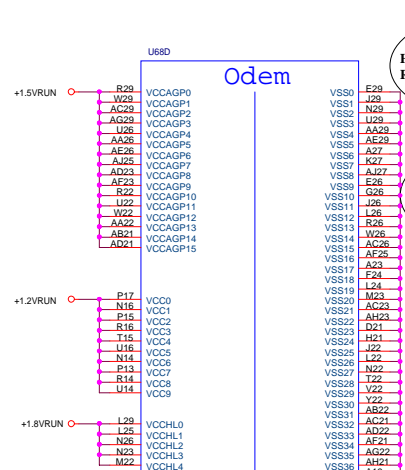 U68D
Odem
+1.5VRUN
R29 VCCAGP0
W29 VCCAGP1
AC29 VCCAGP2
AG29 VCCAGP3
U26 VCCAGP4
AA26 VCCAGP5
AE26 VCCAGP6
AJ25 VCCAGP7
AD23 VCCAGP8
AF23 VCCAGP9
R22 VCCAGP10
U22 VCCAGP11
W22 VCCAGP12
AA22 VCCAGP13
AB21 VCCAGP14
AD21 VCCAGP15
+1.2VRUN
P17 VCC0
N16 VCC1
P15 VCC2
R16 VCC3
T15 VCC4
U16 VCC5
N14 VCC6
P13 VCC7
R14 VCC8
U14 VCC9
+1.8VRUN
L29 VCCHL0
L25 VCCHL1
N26 VCCHL2
N23 VCCHL3
M22 VCCHL4
VSS0 E29
VSS1 J29
VSS2 N29
VSS3 U29
VSS4 AA29
VSS5 AE29
VSS6 A27
VSS7 K27
VSS8 AJ27
VSS9 E26
VSS10 G26
VSS11 J26
VSS12 L26
VSS13 R26
VSS14 W26
VSS15 AC26
VSS16 AF25
VSS17 A23
VSS18 F24
VSS19 L24
VSS20 M23
VSS21 AC23
VSS22 AH23
VSS23 D21
VSS24 H21
VSS25 J22
VSS26 L22
VSS27 N22
VSS28 T22
VSS29 V22
VSS30 Y22
VSS31 AB22
VSS32 AC21
VSS33 AD22
VSS34 AF21
VSS35 AG22
VSS36 AH21